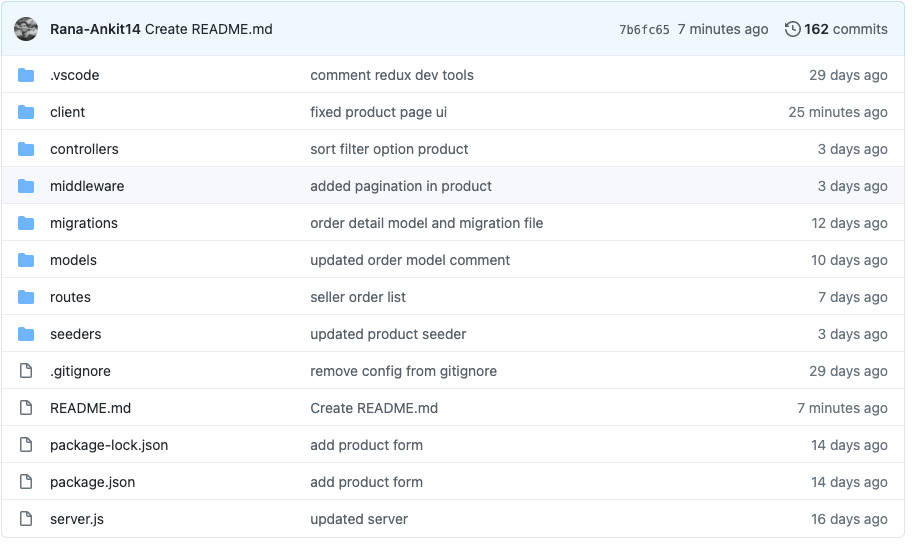 Rana-Ankit14 Create README.md 7b6fc65 7 minutes ago 162 commits
.vscode comment redux dev tools 29 days ago
client fixed product page ui 25 minutes ago
controllers sort filter option product 3 days ago
middleware added pagination in product 3 days ago
migrations order detail model and migration file 12 days ago
models updated order model comment 10 days ago
routes seller order list 7 days ago
seeders updated product seeder 3 days ago
.gitignore remove config from gitignore 29 days ago
README.md Create README.md 7 minutes ago
package-lock.json add product form 14 days ago
package.json add product form 14 days ago
server.js updated server 16 days ago